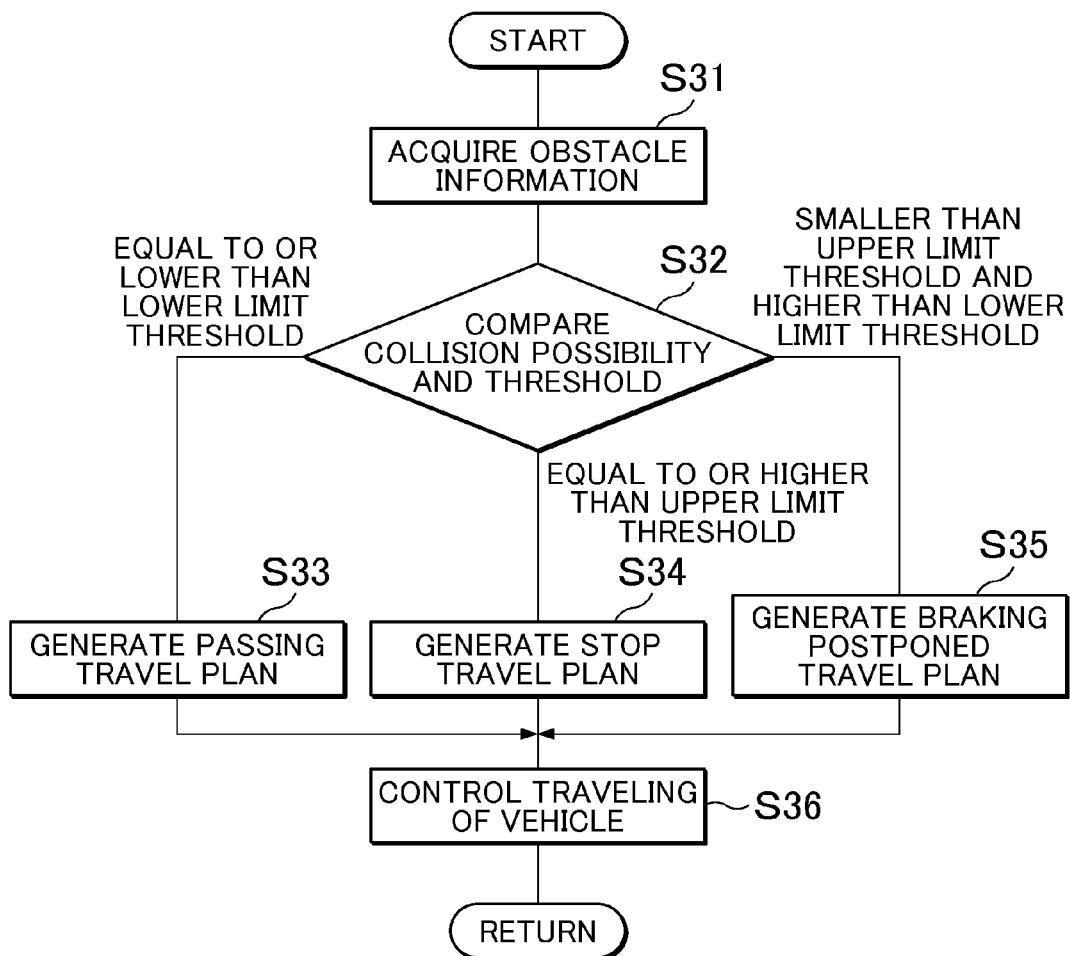 START
S31
ACQUIRE OBSTACLE
INFORMATION
EQUAL TO OR
LOWER THAN
LOWER LIMIT
THRESHOLD
S32
SMALLER THAN
UPPER LIMIT
THRESHOLD AND
HIGHER THAN LOWER
LIMIT THRESHOLD
COMPARE
COLLISION POSSIBILITY
AND THRESHOLD
EQUAL TO OR HIGHER
THAN UPPER LIMIT
THRESHOLD
S33
GENERATE PASSING
TRAVEL PLAN
S34
GENERATE STOP
TRAVEL PLAN
S35
GENERATE BRAKING
POSTPONED
TRAVEL PLAN
CONTROL TRAVELING
OF VEHICLE
S36
RETURN